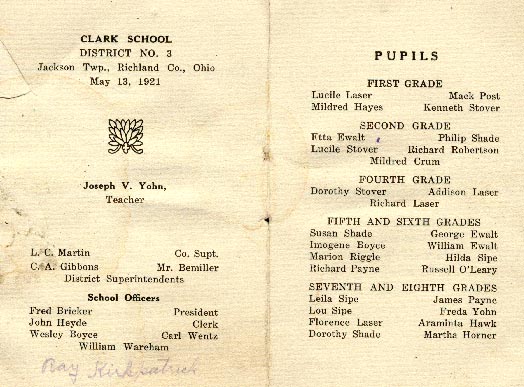 CLARK SCHOOL
DISTRICT NO. 3
Jackson Twp., Richland Co., Ohio
May 13, 1921
Joseph V. Yohn,
Teacher
L. C. Martin Co. Supt.
C. A. Gibbons Mr. Bemiller
District Superintendents
School Officers
Fred Bricker President
John Heyde Clerk
Wesley Boyce Carl Wentz
William Wareham
Ray Kirkpatrick
PUPILS
FIRST GRADE
Lucile Laser Mack Post
Mildred Hayes Kenneth Stover
SECOND GRADE
Etta Ewalt Philip Shade
Lucile Stover Richard Robertson
Mildred Crum
FOURTH GRADE
Dorothy Stover Addison Laser
Richard Laser
FIFTH AND SIXTH GRADES
Susan Shade George Ewalt
Imogene Boyce William Ewalt
Marion Riggle Hilda Sipe
Richard Payne Russell O'Leary
SEVENTH AND EIGHTH GRADES
Leila Sipe James Payne
Lou Sipe Freda Yohn
Florence Laser Araminta Hawk
Dorothy Shade Martha Horner